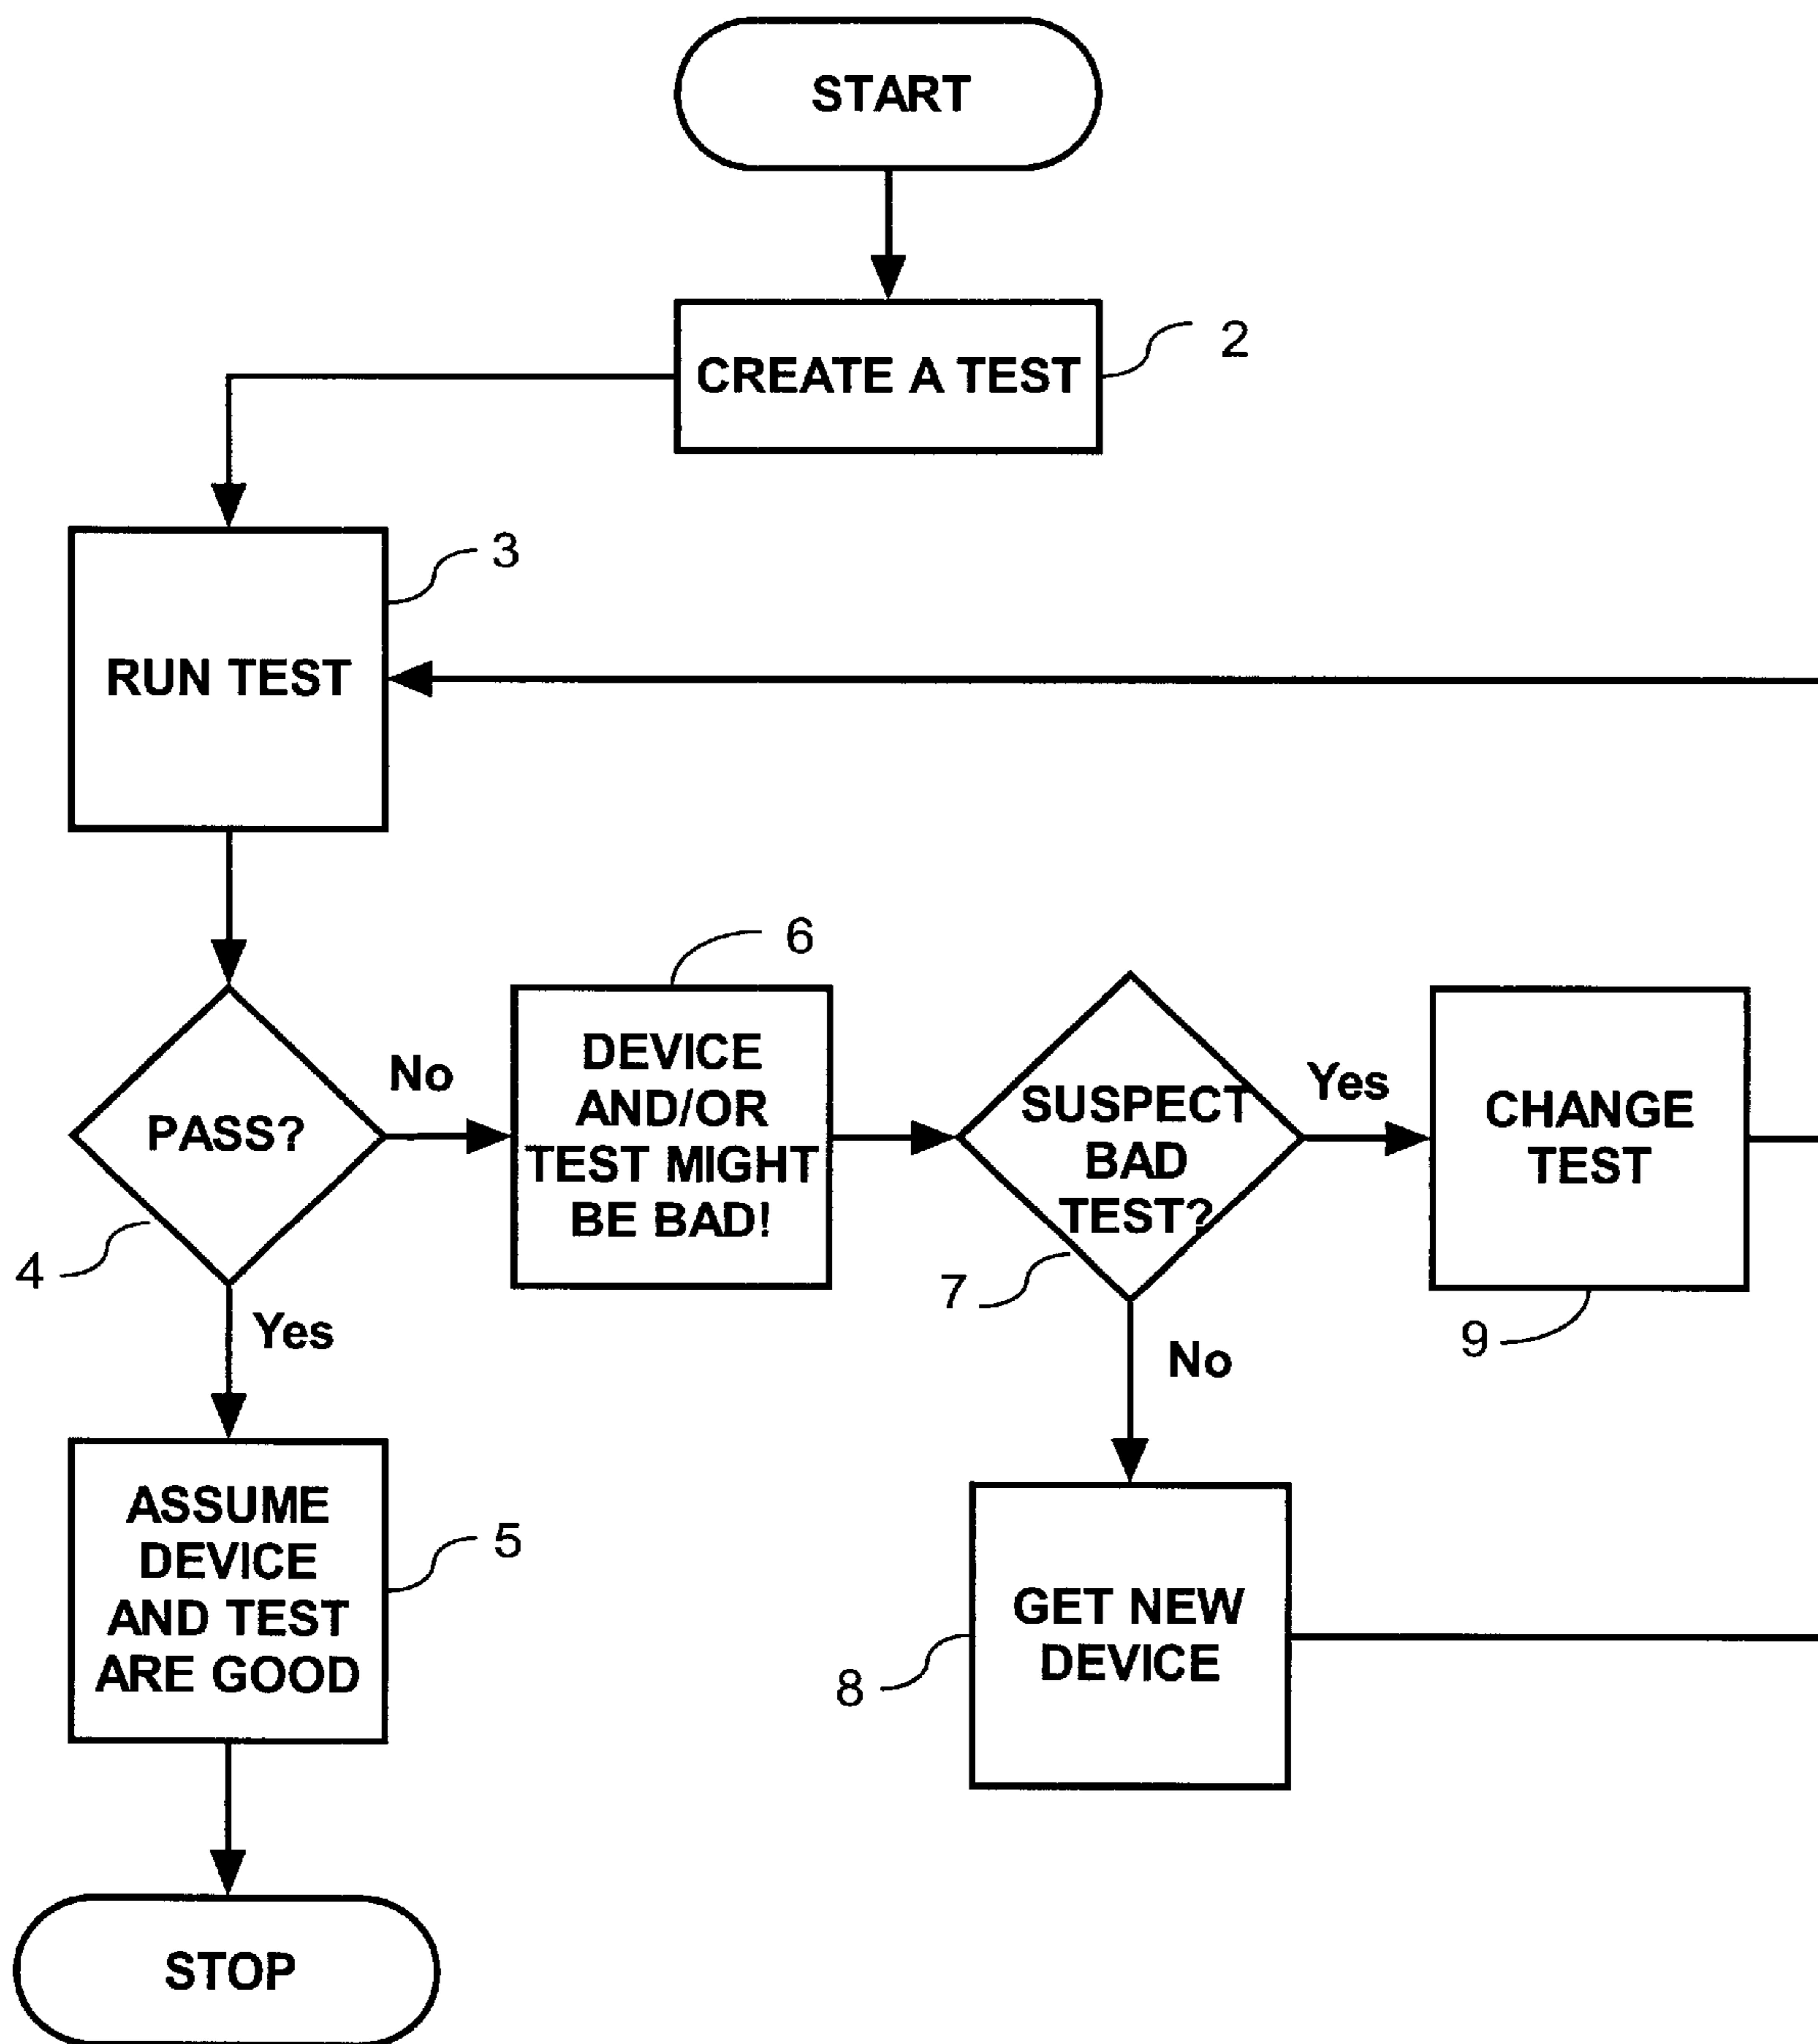 START
CREATE A TEST
2
3
RUN TEST
6
DEVICE
AND/OR
TEST MIGHT
BE BAD!
No
PASS?
4
Yes
SUSPECT
BAD
TEST?
7
Yes
CHANGE
TEST
9
No
ASSUME
DEVICE
AND TEST
ARE GOOD
5
GET NEW
DEVICE
8
STOP